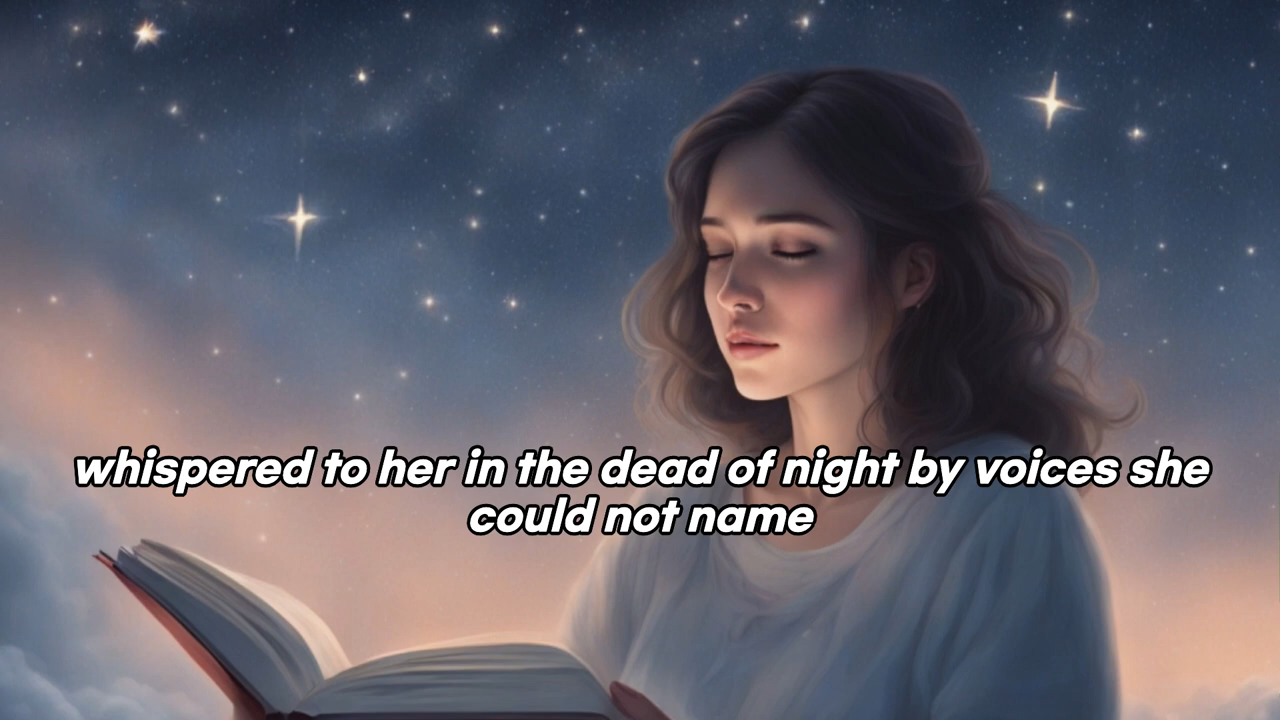 whispered to her in the dead of night by voices she
could not name